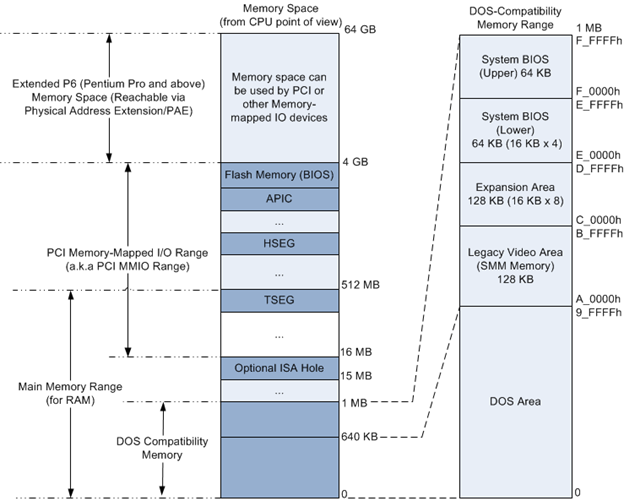 Memory Space
(from CPU point of view)
64 GB
Extended P6 (Pentium Pro and above)
Memory Space (Reachable via
Physical Address Extension/PAE)
Memory space can
be used by PCI or
other Memory-
mapped IO devices
4 GB
Flash Memory (BIOS)
APIC
...
HSEG
...
PCI Memory-Mapped I/O Range
(a.k.a PCI MMIO Range)
512 MB
TSEG
...
16 MB
Optional ISA Hole
15 MB
...
1 MB
Main Memory Range
(for RAM)
DOS Compatibility
Memory
640 KB
0
DOS-Compatibility
Memory Range
1 MB
F_FFFFh
System BIOS
(Upper) 64 KB
F_0000h
E_FFFFh
System BIOS
(Lower)
64 KB (16 KB x 4)
E_0000h
D_FFFFh
Expansion Area
128 KB (16 KB x 8)
C_0000h
B_FFFFh
Legacy Video Area
(SMM Memory)
128 KB
A_0000h
9_FFFFh
DOS Area
0